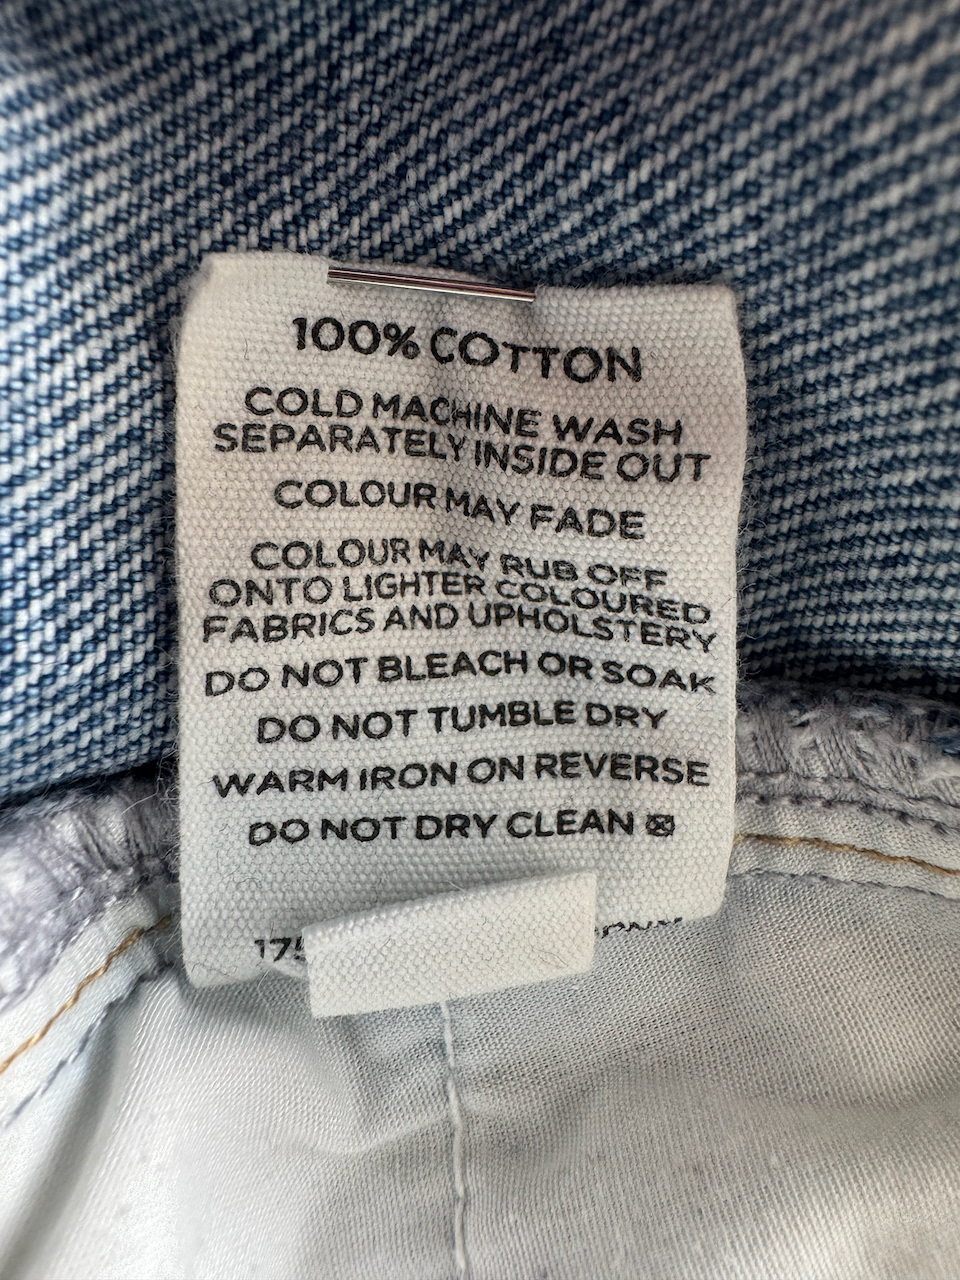 100% COTTON
COLD MACHINE WASH
SEPARATELY INSIDE OUT
COLOUR MAY FADE
COLOUR MAY RUB OFF
ONTO LIGHTER COLOURED
FABRICS AND UPHOLSTERY
DO NOT BLEACH OR SOAK
DO NOT TUMBLE DRY
WARM IRON ON REVERSE
DO NOT DRY CLEAN